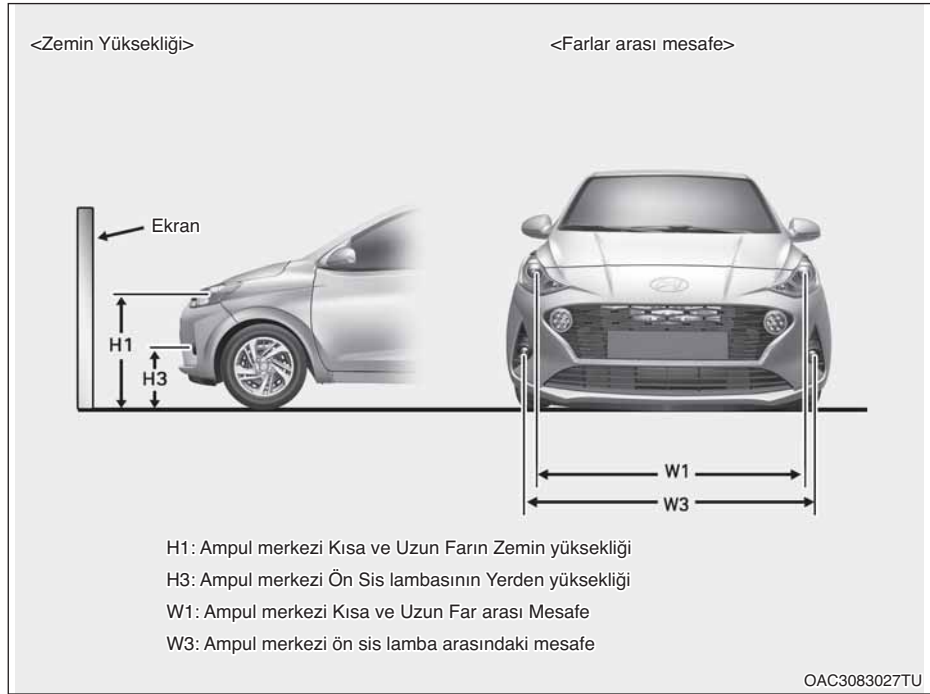 <Zemin Yüksekliği>
<Farlar arası mesafe>
Ekran
H1
H3
W1
W3
H1: Ampul merkezi Kısa ve Uzun Farın Zemin yüksekliği
H3: Ampul merkezi Ön Sis lambasının Yerden yüksekliği
W1: Ampul merkezi Kısa ve Uzun Far arası Mesafe
W3: Ampul merkezi ön sis lamba arasındaki mesafe
OAC3083027TU